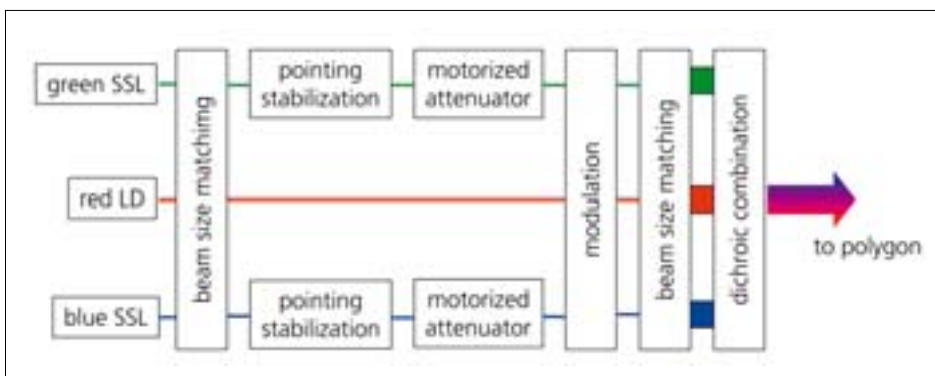 green SSL
red LD
blue SSL
beam size matchimg
pointing
stabilization
motorized
attenuator
pointing
stabilization
motorized
attenuator
modulation
beam size matching
dichroic combination
to polygon